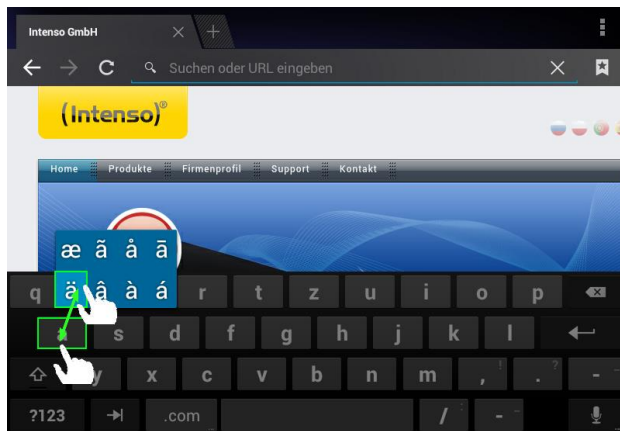 Intenso GmbH
Suchen oder URL eingeben
(Intenso)®
Home Produkte Firmenprofil Support Kontakt
æ ã å ā
ä â à á
q r t z u i o p
a s d f g h j k l
y x c v b n m , ! . ? -
?123 .com / : - _